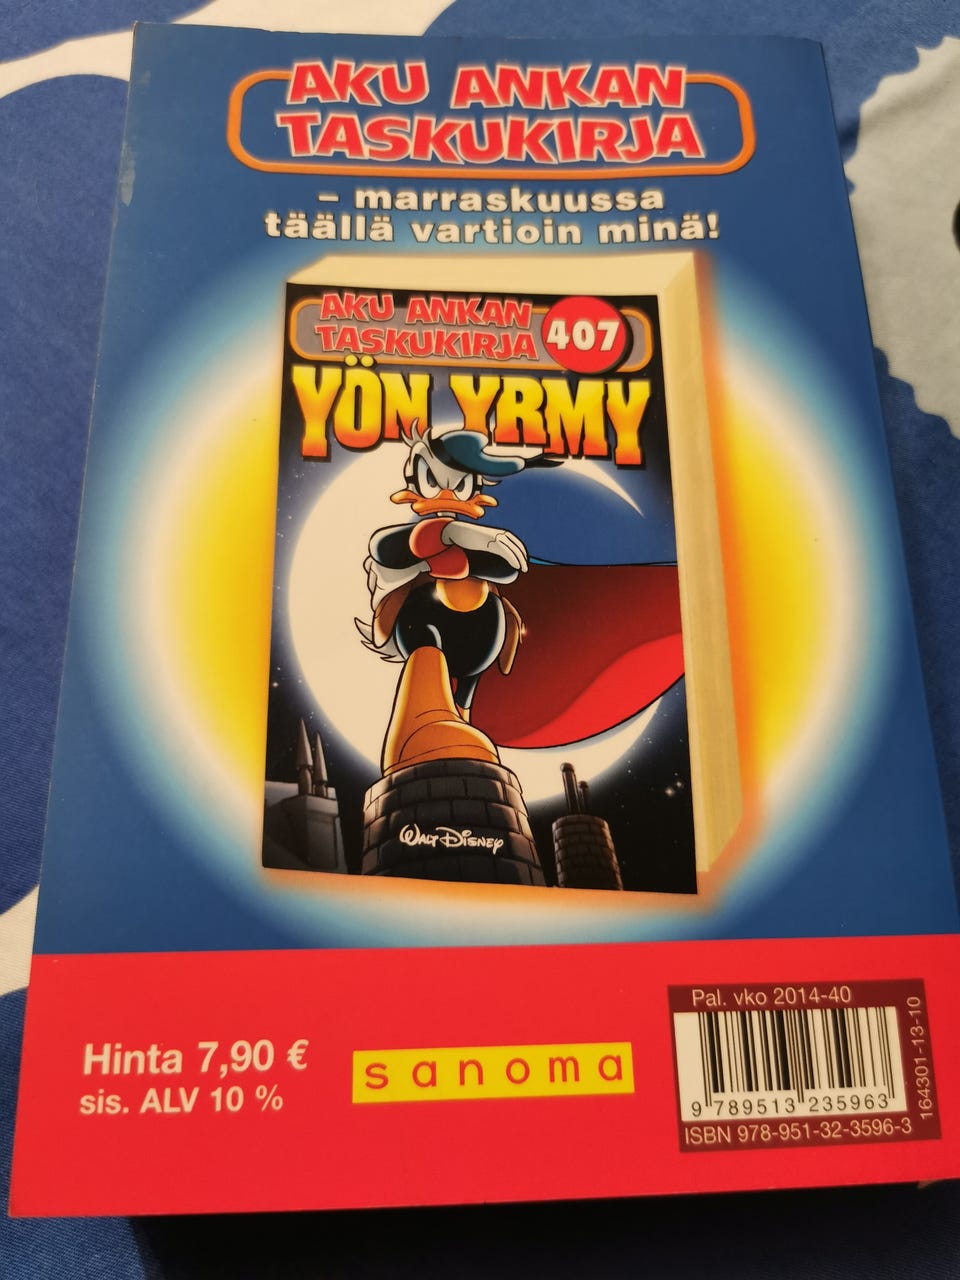 AKU ANKAN
TASKUKIRJA
– marraskuussa
täällä vartioin minä!
AKU ANKAN
TASKUKIRJA
407
YÖN YRMY
WALT DISNEY
Hinta 7,90 €
sis. ALV 10 %
sanoma
Pal. vko 2014-40
9 789513 235963
ISBN 978-951-32-3596-3
164301-13-10